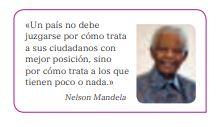 «Un país no debe
juzgarse por cómo trata
a sus ciudadanos con
mejor posición, sino
por cómo trata a los que
tienen poco o nada.»
Nelson Mandela